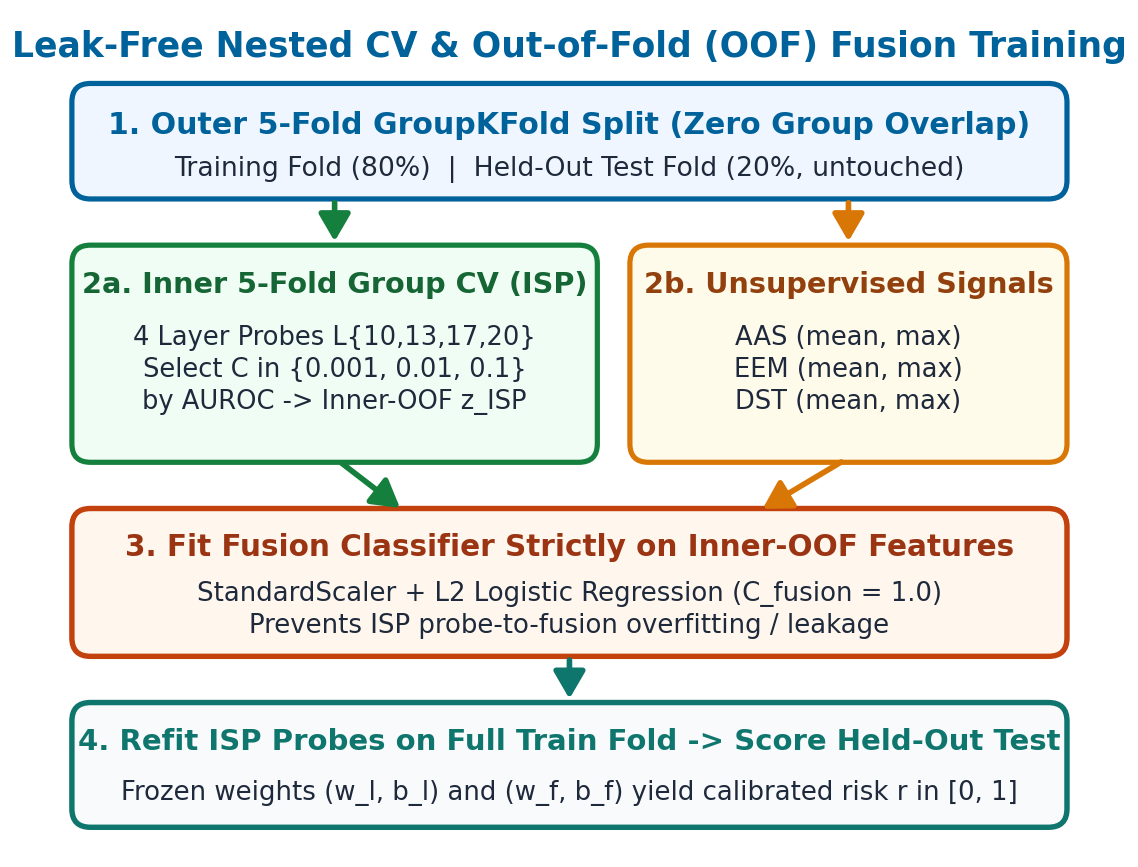 Leak-Free Nested CV & Out-of-Fold (OOF) Fusion Training
1. Outer 5-Fold GroupKFold Split (Zero Group Overlap)
Training Fold (80%)  |  Held-Out Test Fold (20%, untouched)
2a. Inner 5-Fold Group CV (ISP)
4 Layer Probes L{10,13,17,20}
Select C in {0.001, 0.01, 0.1}
by AUROC -> Inner-OOF z_ISP
2b. Unsupervised Signals
AAS (mean, max)
EEM (mean, max)
DST (mean, max)
3. Fit Fusion Classifier Strictly on Inner-OOF Features
StandardScaler + L2 Logistic Regression (C_fusion = 1.0)
Prevents ISP probe-to-fusion overfitting / leakage
4. Refit ISP Probes on Full Train Fold -> Score Held-Out Test
Frozen weights (w_l, b_l) and (w_f, b_f) yield calibrated risk r in [0, 1]